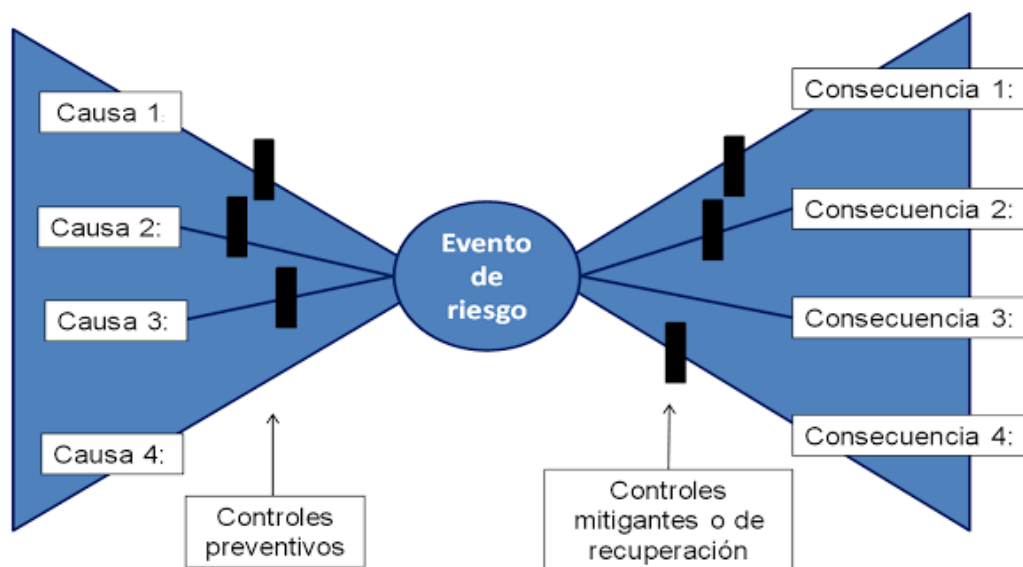 Causa 1:
Causa 2:
Causa 3:
Causa 4:
Evento
de
riesgo
Consecuencia 1:
Consecuencia 2:
Consecuencia 3:
Consecuencia 4:
Controles
preventivos
Controles
mitigantes o de
recuperación